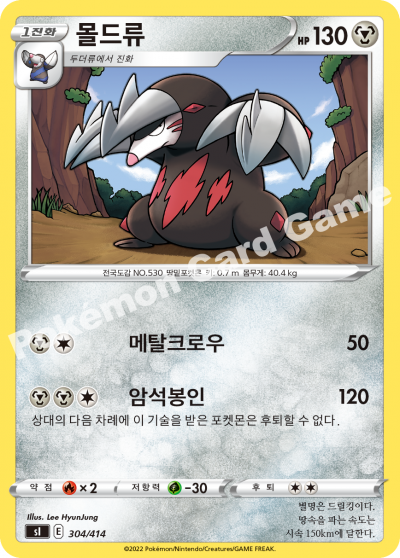 1진화 몰드류 HP 130
두더류에서 진화
전국도감 NO.530 땅밑포켓몬 키: 0.7 m 몸무게: 40.4 kg
Pokémon Card Game
메탈크로우 50
암석봉인 120
상대의 다음 차례에 이 기술을 받은 포켓몬은 후퇴할 수 없다.
약점 ×2 저항력 -30 후퇴
Illus. Lee HyunJung
sI E 304/414
별명은 드릴킹이다.
땅속을 파는 속도는
시속 150km에 달한다.
©2022 Pokémon/Nintendo/Creatures/GAME FREAK.